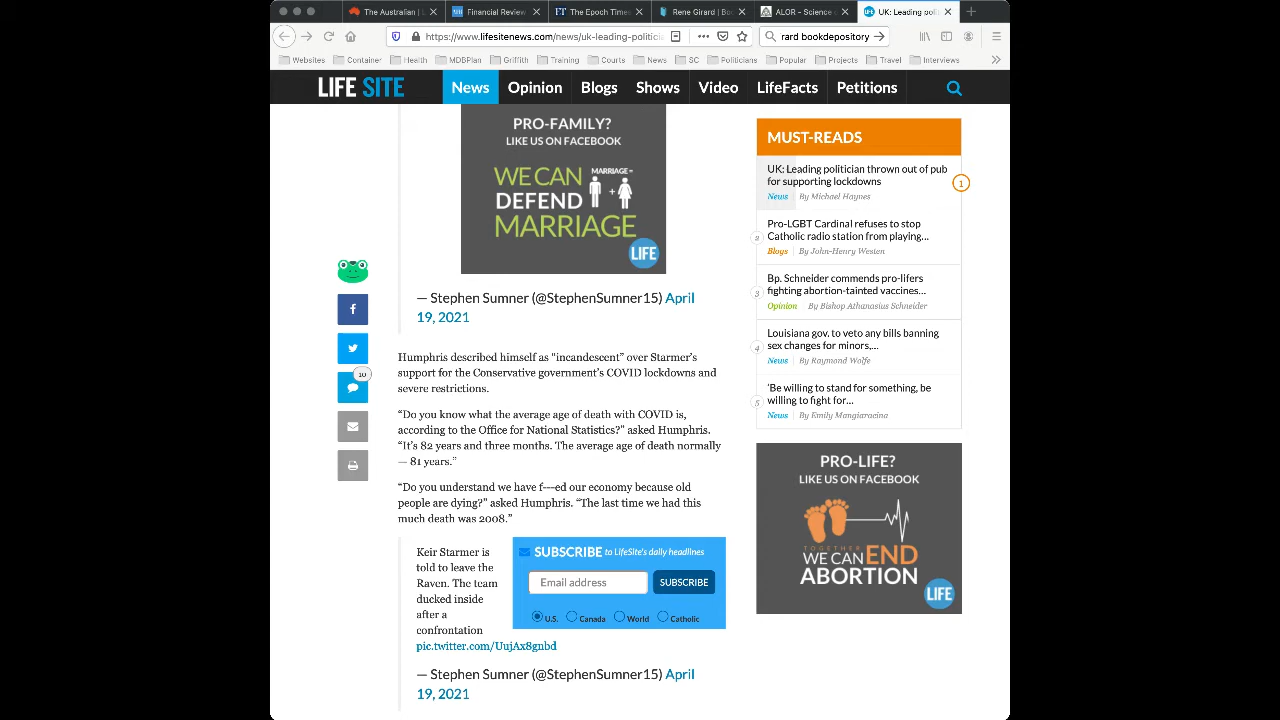 The Australian | L
Financial Review
The Epoch Times
Rene Girard | Boo
ALOR - Science o
UK: Leading poli
https://www.lifesitenews.com/news/uk-leading-politicia
rard bookdepository
Websites Container Health MDBPlan Griffith Training Courts News SC Politicians Popular Projects Travel Interviews
LIFE SITE News Opinion Blogs Shows Video LifeFacts Petitions
PRO-FAMILY?
LIKE US ON FACEBOOK
WE CAN
DEFEND
MARRIAGE
MARRIAGE =
+
LIFE
— Stephen Sumner (@StephenSumner15) April
19, 2021
f
10
Humphris described himself as “incandescent” over Starmer’s
support for the Conservative government’s COVID lockdowns and
severe restrictions.
“Do you know what the average age of death with COVID is,
according to the Office for National Statistics?” asked Humphris.
“It’s 82 years and three months. The average age of death normally
— 81 years.”
“Do you understand we have f---ed our economy because old
people are dying?” asked Humphris. “The last time we had this
much death was 2008.”
Keir Starmer is
told to leave the
Raven. The team
ducked inside
after a
confrontation
pic.twitter.com/UujAx8gnbd
— Stephen Sumner (@StephenSumner15) April
19, 2021
SUBSCRIBE to LifeSite's daily headlines
Email address SUBSCRIBE
U.S. Canada World Catholic
MUST-READS
UK: Leading politician thrown out of pub
for supporting lockdowns
News | By Michael Haynes
1
Pro-LGBT Cardinal refuses to stop
Catholic radio station from playing...
Blogs | By John-Henry Westen
2
Bp. Schneider commends pro-lifers
fighting abortion-tainted vaccines...
Opinion | By Bishop Athanasius Schneider
3
Louisiana gov. to veto any bills banning
sex changes for minors,...
News | By Raymond Wolfe
4
‘Be willing to stand for something, be
willing to fight for...
News | By Emily Mangiaracina
5
PRO-LIFE?
LIKE US ON FACEBOOK
TOGETHER
WE CAN END
ABORTION
LIFE